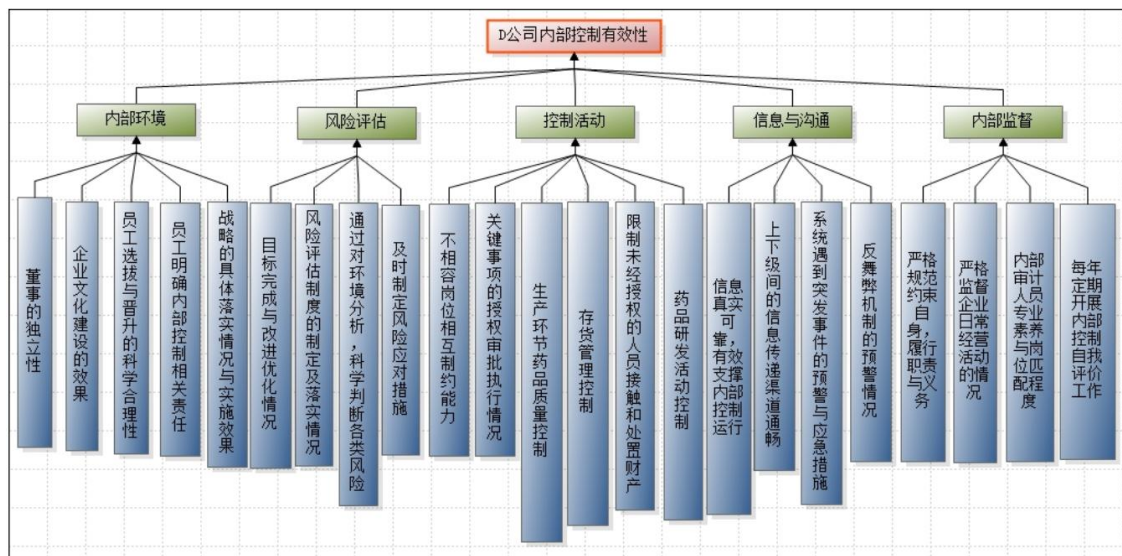 D公司内部控制有效性
内部环境
风险评估
控制活动
信息与沟通
内部监督
董事的独立性
企业文化建设的效果
员工选拔与晋升的科学合理性
员工明确内部控制相关责任
战略的具体落实情况与实施效果
目标完成与改进优化情况
风险评估制度的制定及落实情况
通过对环境分析，科学判断各类风险
及时制定风险应对措施
不相容岗位相互制约能力
关键事项的授权审批执行情况
生产环节药品质量控制
存货管理控制
限制未经授权的人员接触和处置财产
药品研发活动控制
信息真实可靠，有效支撑内部控制运行
上下级间的信息传递渠道通畅
系统遇到突发事件的预警与应急措施
反舞弊机制的预警情况
严格规范约束自身，履行职责与义务
严格监督企业日常经营活动的情况
内部审计人员专业素养与岗位匹配程度
每年定期开展内部控制自我评价工作